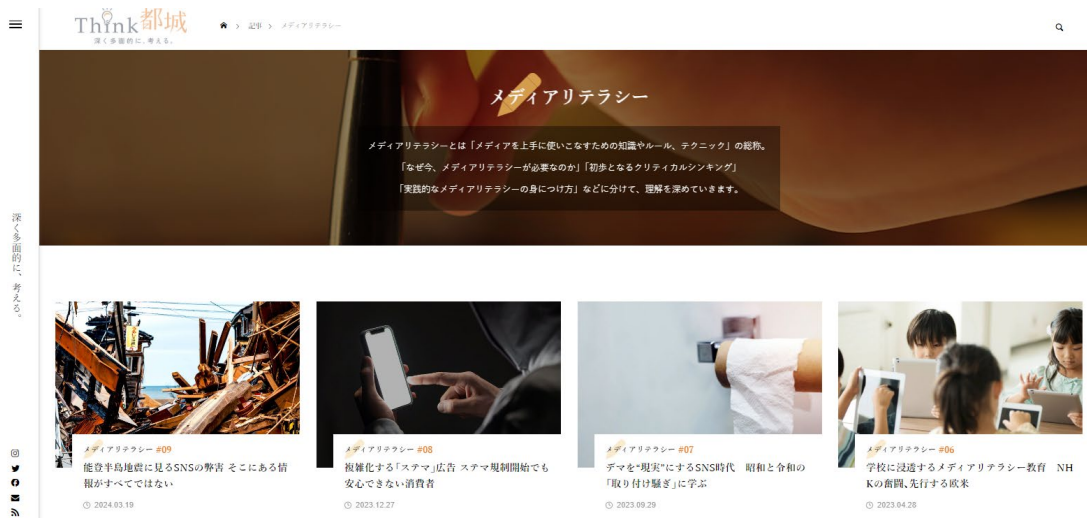 Think都城
深く多面的に、考える。
記事
メディアリテラシー
メディアリテラシー
メディアリテラシーとは「メディアを上手に使いこなすための知識やルール、テクニック」の総称。
「なぜ今、メディアリテラシーが必要なのか」「初歩となるクリティカルシンキング」
「実践的なメディアリテラシーの身につけ方」などに分けて、理解を深めていきます。
深く多面的に、考える。
メディアリテラシー #09
能登半島地震に見るSNSの弊害 そこにある情
報がすべてではない
2024.03.19
メディアリテラシー #08
複雑化する「ステマ」広告 ステマ規制開始でも
安心できない消費者
2023.12.27
メディアリテラシー #07
デマを“現実”にするSNS時代　昭和と令和の
「取り付け騒ぎ」に学ぶ
2023.09.29
メディアリテラシー #06
学校に浸透するメディアリテラシー教育　NH
Kの奮闘、先行する欧米
2023.04.28